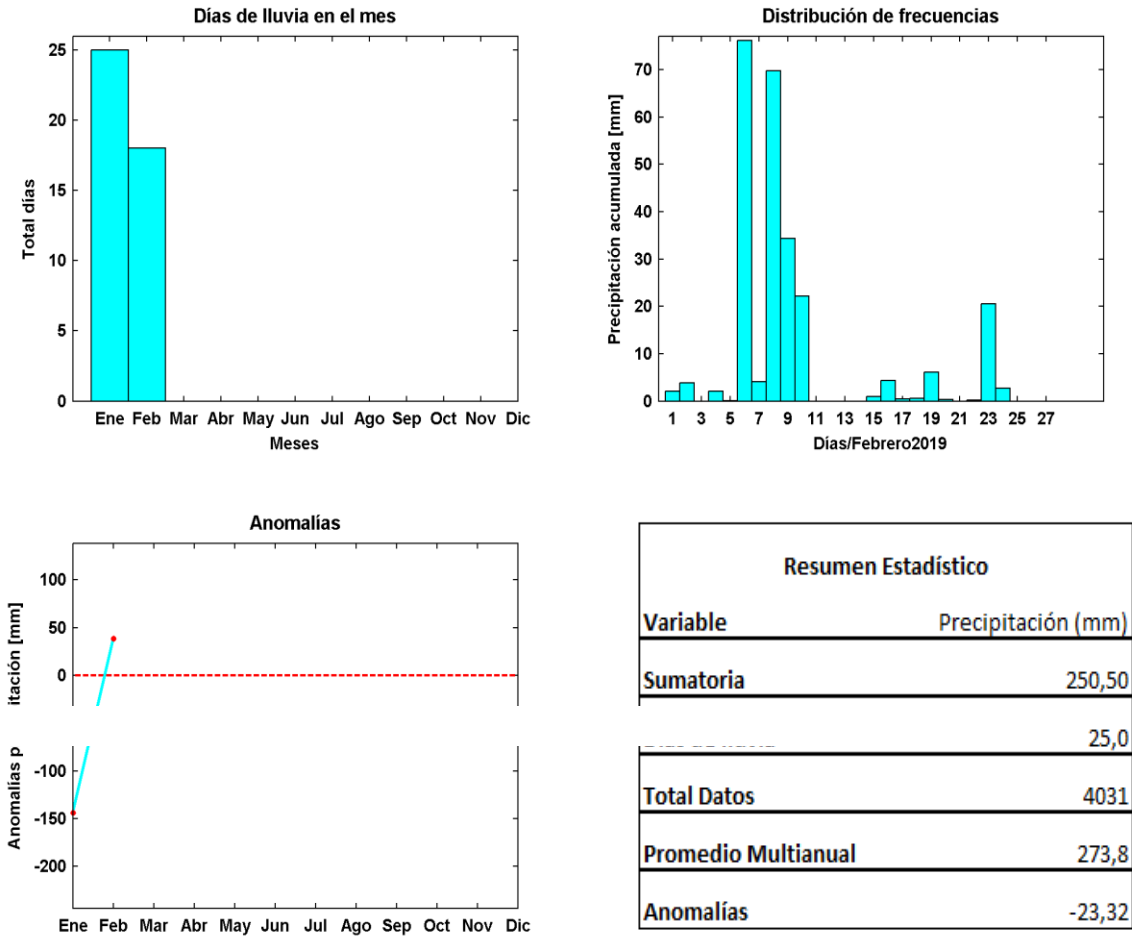 Días de lluvia en el mes
Total días
25
20
15
10
5
0
Ene Feb Mar Abr May Jun Jul Ago Sep Oct Nov Dic
Meses
Distribución de frecuencias
Precipitación acumulada [mm]
70
60
50
40
30
20
10
0
1 3 5 7 9 11 13 15 17 19 21 23 25 27
Días/Febrero2019
Anomalías
Anomalías p
itación [mm]
100
50
0
-100
-150
-200
Ene Feb Mar Abr May Jun Jul Ago Sep Oct Nov Dic
Resumen Estadístico
Variable Precipitación (mm)
Sumatoria 250,50
25,0
Total Datos 4031
Promedio Multianual 273,8
Anomalías -23,32